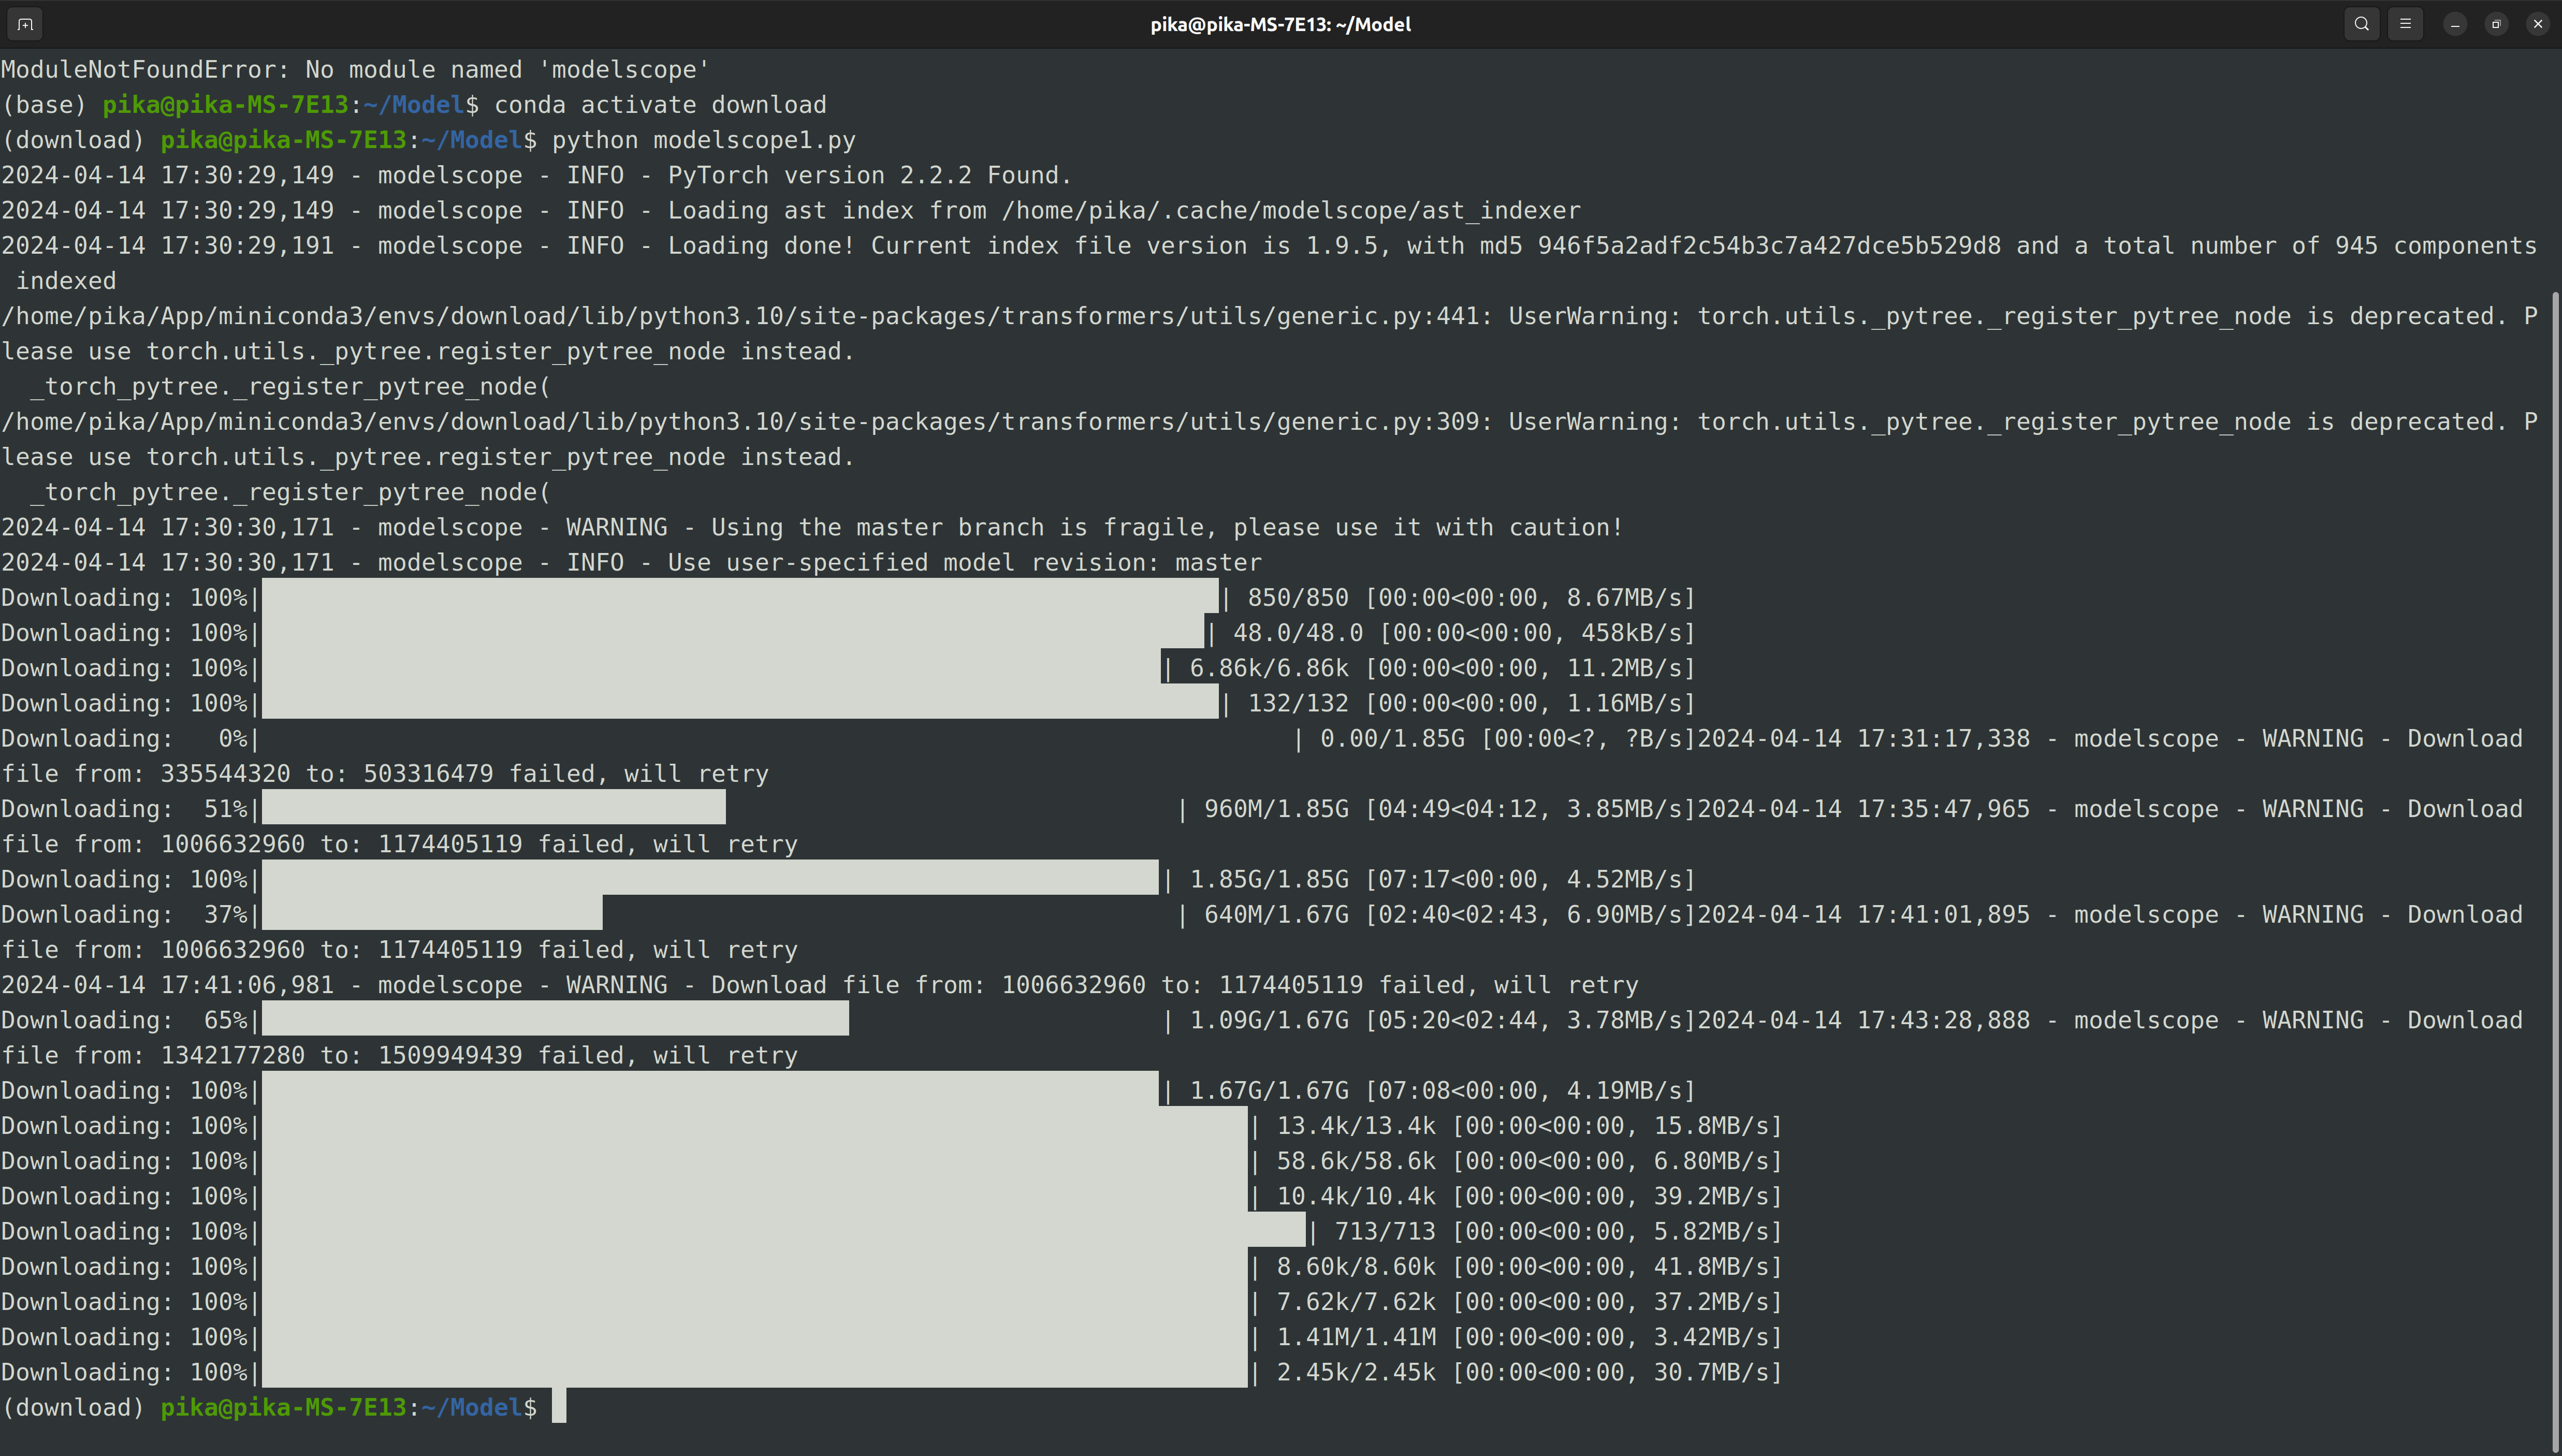 pika@pika-MS-7E13: ~/Model
ModuleNotFoundError: No module named 'modelscope'
(base) pika@pika-MS-7E13:~/Model$ conda activate download
(download) pika@pika-MS-7E13:~/Model$ python modelscope1.py
2024-04-14 17:30:29,149 - modelscope - INFO - PyTorch version 2.2.2 Found.
2024-04-14 17:30:29,149 - modelscope - INFO - Loading ast index from /home/pika/.cache/modelscope/ast_indexer
2024-04-14 17:30:29,191 - modelscope - INFO - Loading done! Current index file version is 1.9.5, with md5 946f5a2adf2c54b3c7a427dce5b529d8 and a total number of 945 components
 indexed
/home/pika/App/miniconda3/envs/download/lib/python3.10/site-packages/transformers/utils/generic.py:441: UserWarning: torch.utils._pytree._register_pytree_node is deprecated. P
lease use torch.utils._pytree.register_pytree_node instead.
  _torch_pytree._register_pytree_node(
/home/pika/App/miniconda3/envs/download/lib/python3.10/site-packages/transformers/utils/generic.py:309: UserWarning: torch.utils._pytree._register_pytree_node is deprecated. P
lease use torch.utils._pytree.register_pytree_node instead.
  _torch_pytree._register_pytree_node(
2024-04-14 17:30:30,171 - modelscope - WARNING - Using the master branch is fragile, please use it with caution!
2024-04-14 17:30:30,171 - modelscope - INFO - Use user-specified model revision: master
Downloading: 100%| | 850/850 [00:00<00:00, 8.67MB/s]
Downloading: 100%| | 48.0/48.0 [00:00<00:00, 458kB/s]
Downloading: 100%| | 6.86k/6.86k [00:00<00:00, 11.2MB/s]
Downloading: 100%| | 132/132 [00:00<00:00, 1.16MB/s]
Downloading:   0%| | 0.00/1.85G [00:00<?, ?B/s]2024-04-14 17:31:17,338 - modelscope - WARNING - Download
file from: 335544320 to: 503316479 failed, will retry
Downloading:  51%| | 960M/1.85G [04:49<04:12, 3.85MB/s]2024-04-14 17:35:47,965 - modelscope - WARNING - Download
file from: 1006632960 to: 1174405119 failed, will retry
Downloading: 100%| | 1.85G/1.85G [07:17<00:00, 4.52MB/s]
Downloading:  37%| | 640M/1.67G [02:40<02:43, 6.90MB/s]2024-04-14 17:41:01,895 - modelscope - WARNING - Download
file from: 1006632960 to: 1174405119 failed, will retry
2024-04-14 17:41:06,981 - modelscope - WARNING - Download file from: 1006632960 to: 1174405119 failed, will retry
Downloading:  65%| | 1.09G/1.67G [05:20<02:44, 3.78MB/s]2024-04-14 17:43:28,888 - modelscope - WARNING - Download
file from: 1342177280 to: 1509949439 failed, will retry
Downloading: 100%| | 1.67G/1.67G [07:08<00:00, 4.19MB/s]
Downloading: 100%| | 13.4k/13.4k [00:00<00:00, 15.8MB/s]
Downloading: 100%| | 58.6k/58.6k [00:00<00:00, 6.80MB/s]
Downloading: 100%| | 10.4k/10.4k [00:00<00:00, 39.2MB/s]
Downloading: 100%| | 713/713 [00:00<00:00, 5.82MB/s]
Downloading: 100%| | 8.60k/8.60k [00:00<00:00, 41.8MB/s]
Downloading: 100%| | 7.62k/7.62k [00:00<00:00, 37.2MB/s]
Downloading: 100%| | 1.41M/1.41M [00:00<00:00, 3.42MB/s]
Downloading: 100%| | 2.45k/2.45k [00:00<00:00, 30.7MB/s]
(download) pika@pika-MS-7E13:~/Model$